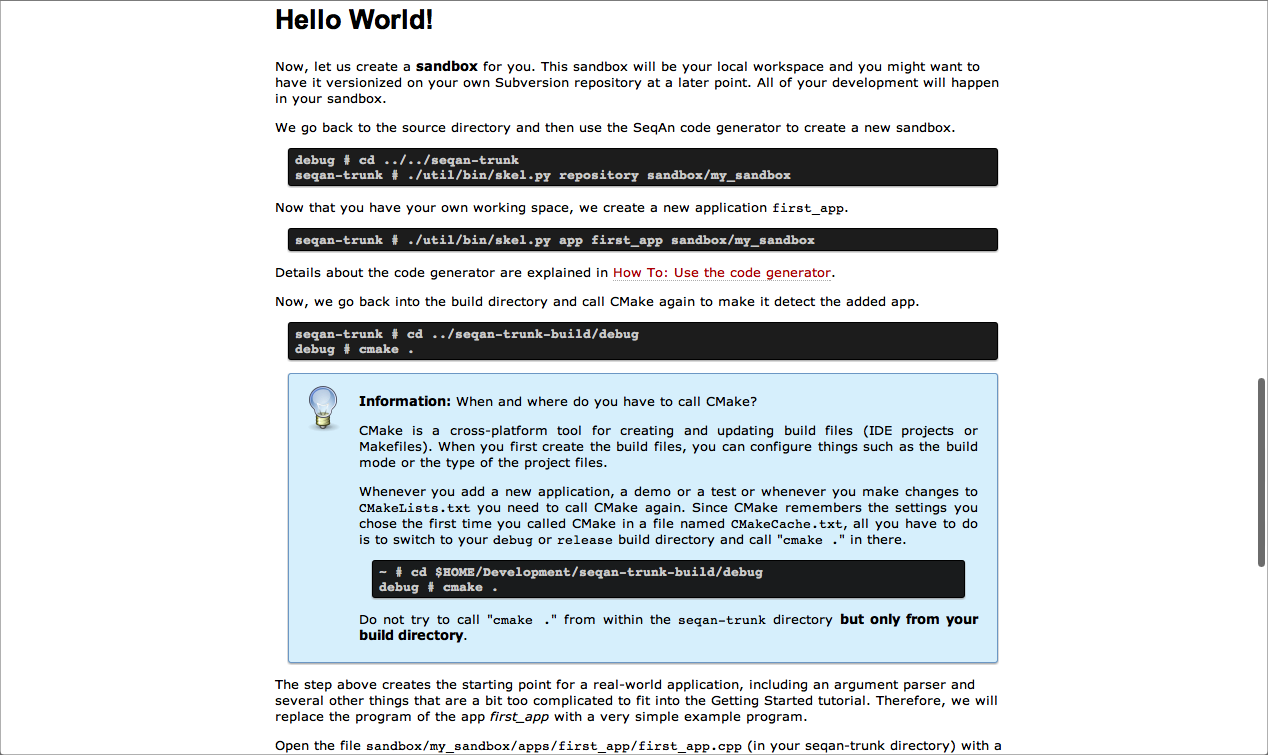 Hello World!
Now, let us create a sandbox for you. This sandbox will be your local workspace and you might want to
have it versionized on your own Subversion repository at a later point. All of your development will happen
in your sandbox.
We go back to the source directory and then use the SeqAn code generator to create a new sandbox.
debug # cd ../../seqan-trunk
seqan-trunk # ./util/bin/skel.py repository sandbox/my_sandbox
Now that you have your own working space, we create a new application first_app.
seqan-trunk # ./util/bin/skel.py app first_app sandbox/my_sandbox
Details about the code generator are explained in How To: Use the code generator.
Now, we go back into the build directory and call CMake again to make it detect the added app.
seqan-trunk # cd ../seqan-trunk-build/debug
debug # cmake .
Information: When and where do you have to call CMake?
CMake is a cross-platform tool for creating and updating build files (IDE projects or
Makefiles). When you first create the build files, you can configure things such as the build
mode or the type of the project files.
Whenever you add a new application, a demo or a test or whenever you make changes to
CMakeLists.txt you need to call CMake again. Since CMake remembers the settings you
chose the first time you called CMake in a file named CMakeCache.txt, all you have to do
is to switch to your debug or release build directory and call "cmake ." in there.
~ # cd $HOME/Development/seqan-trunk-build/debug
debug # cmake .
Do not try to call "cmake ." from within the seqan-trunk directory but only from your
build directory.
The step above creates the starting point for a real-world application, including an argument parser and
several other things that are a bit too complicated to fit into the Getting Started tutorial. Therefore, we will
replace the program of the app first_app with a very simple example program.
Open the file sandbox/my_sandbox/apps/first_app/first_app.cpp (in your seqan-trunk directory) with a